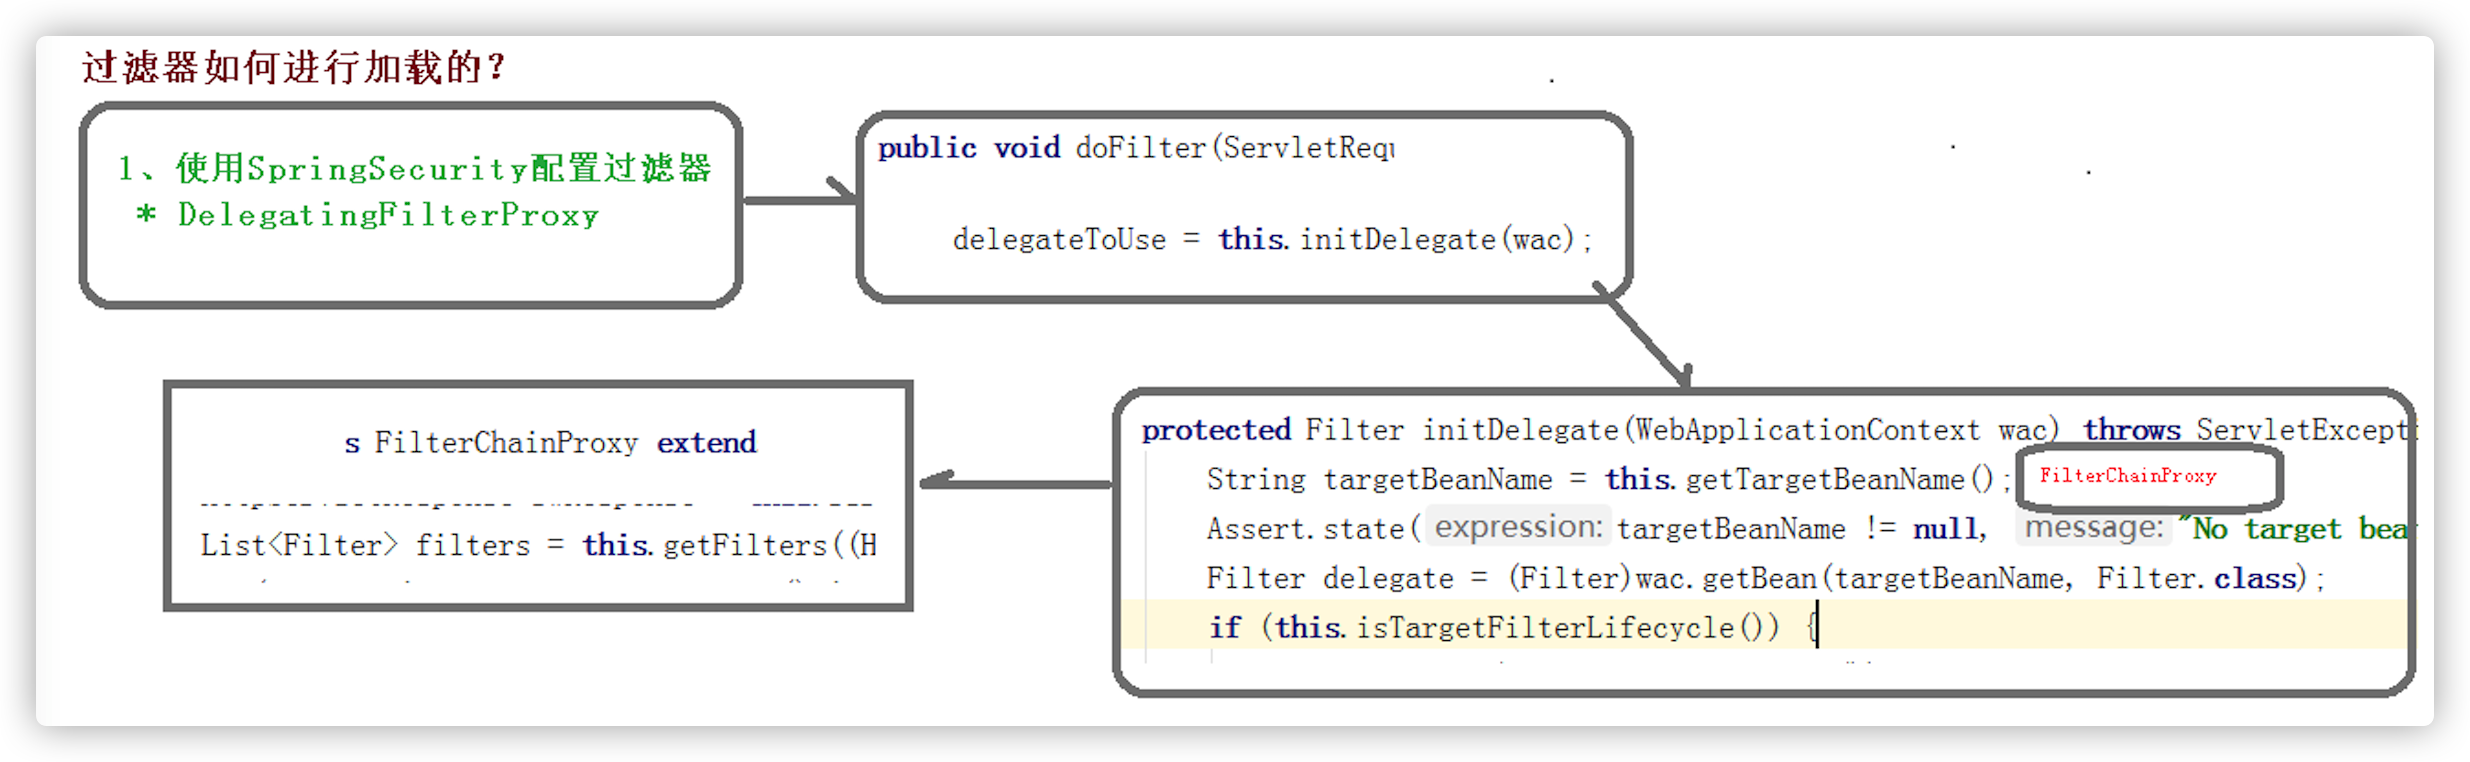 过滤器如何进行加载的？
1、使用SpringSecurity配置过滤器
* DelegatingFilterProxy
public void doFilter(ServletRequ
delegateToUse = this.initDelegate(wac);
protected Filter initDelegate(WebApplicationContext wac) throws ServletExcepti
String targetBeanName = this.getTargetBeanName(); FilterChainProxy
Assert.state( expression: targetBeanName != null, message: "No target bea
Filter delegate = (Filter)wac.getBean(targetBeanName, Filter.class);
if (this.isTargetFilterLifecycle()) {
s FilterChainProxy extend
List<Filter> filters = this.getFilters((H